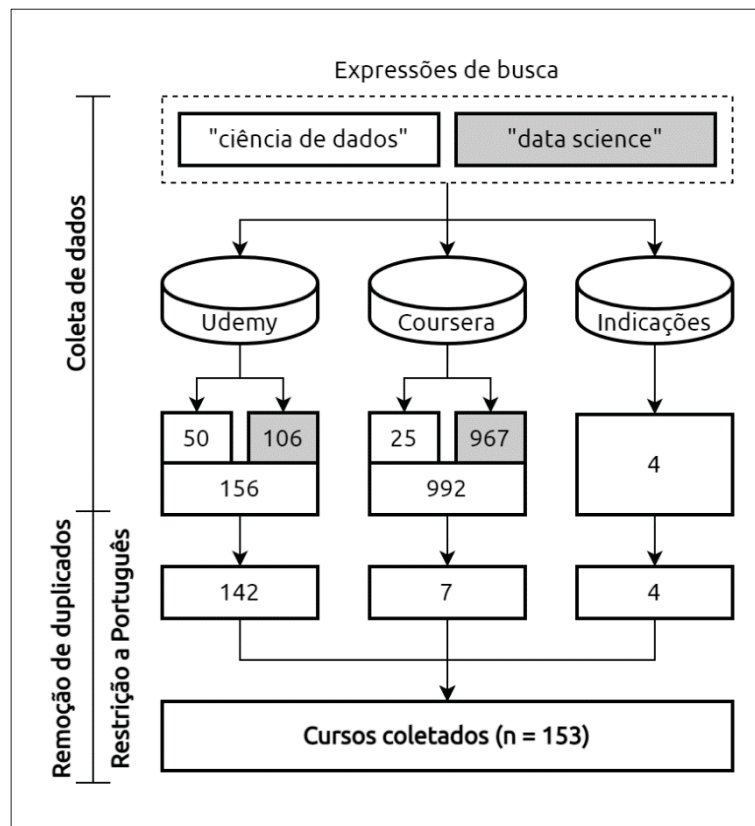 Expressões de busca
"ciência de dados"
"data science"
Coleta de dados
Udemy
Coursera
Indicações
50
106
25
967
4
156
992
Remoção de duplicados
Restrição a Português
142
7
4
Cursos coletados (n = 153)